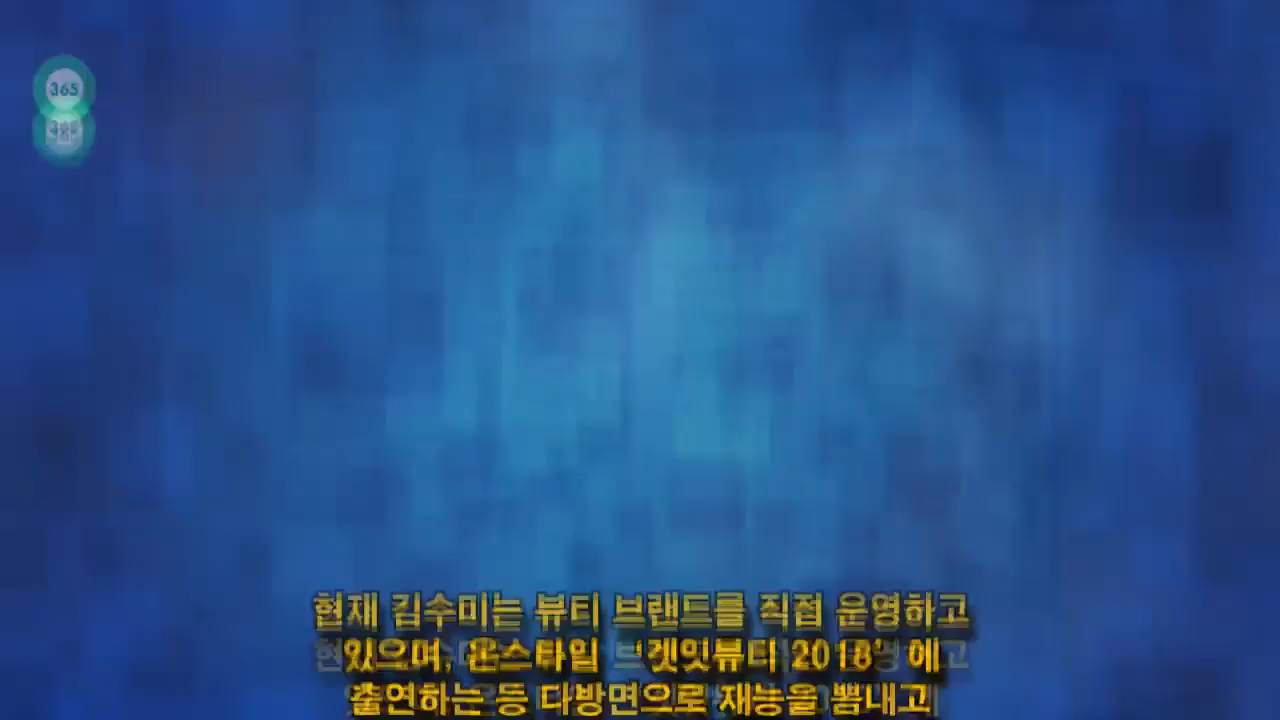 365
현재 김수미는 뷰티 브랜드를 직접 운영하고
있으며, 온스타일 '겟잇뷰티 2018' 에
출연하는 등 다방면으로 재능을 뽐내고